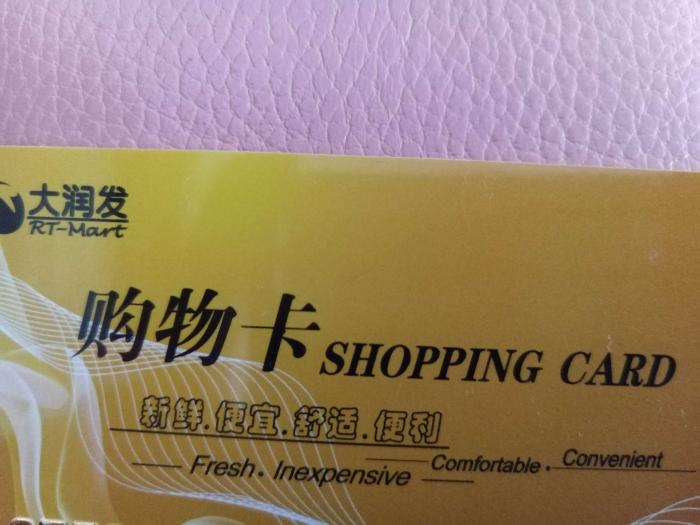 大润发
RT-Mart
购物卡 SHOPPING CARD
新鲜.便宜.舒适.便利
Fresh. Inexpensive
Comfortable. Convenient